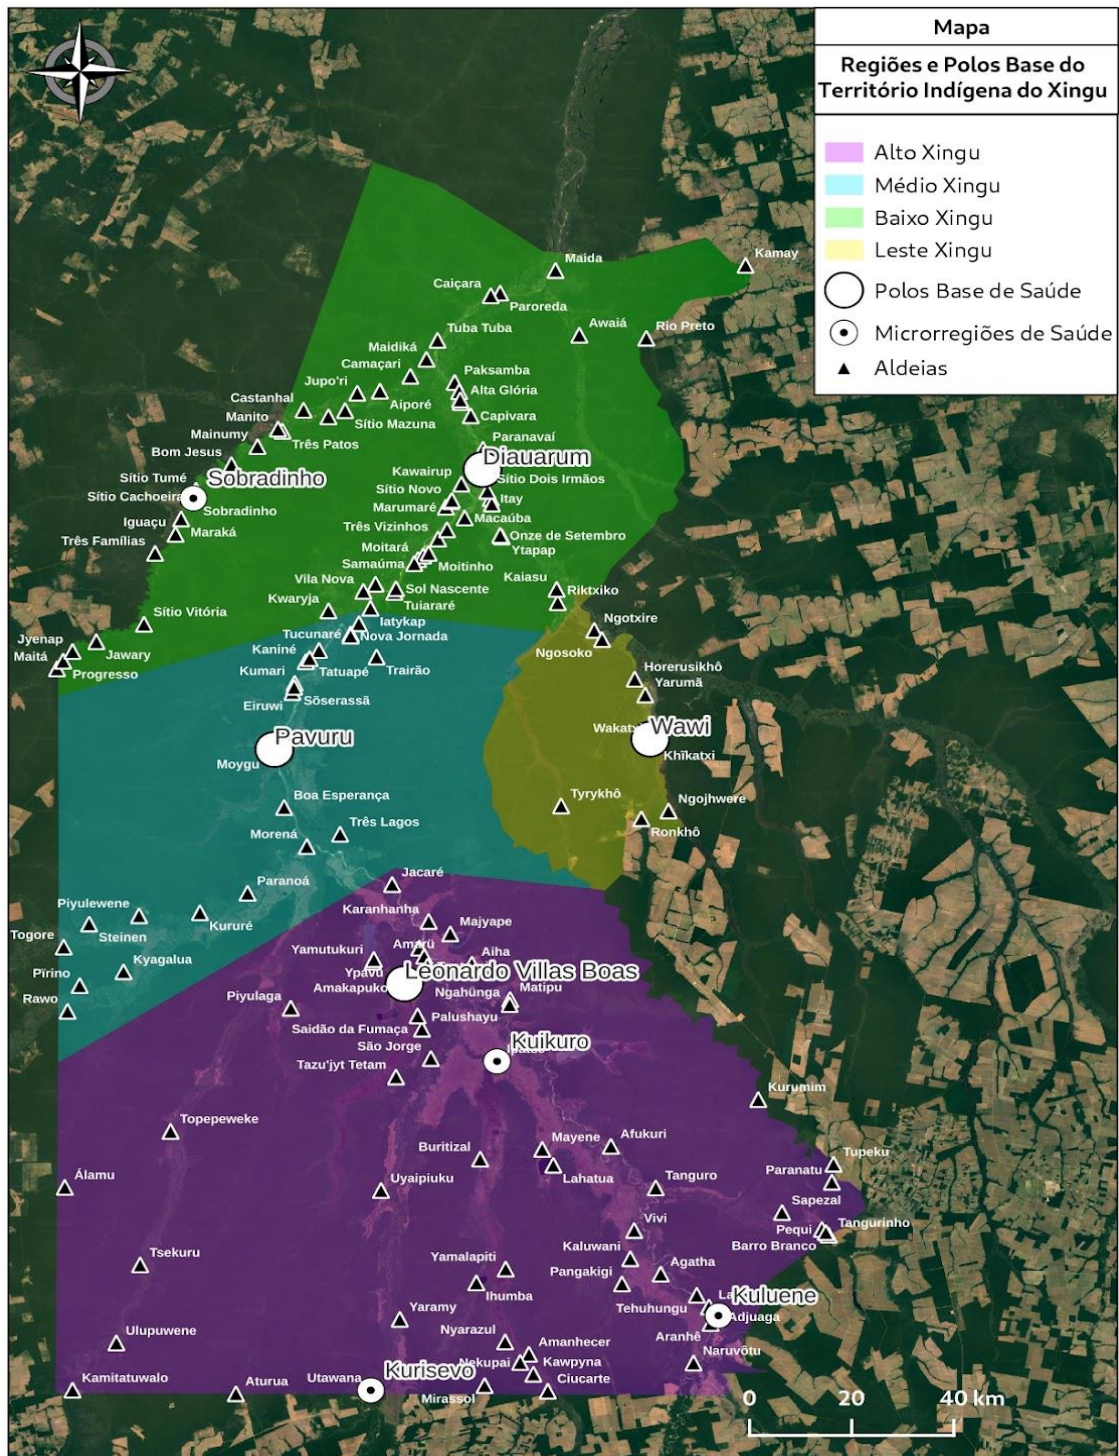 Mapa
Regiões e Polos Base do
Território Indígena do Xingu
Alto Xingu
Médio Xingu
Baixo Xingu
Leste Xingu
Polos Base de Saúde
Microrregiões de Saúde
Aldeias
Kamay
Maida
Caiçara
Paroreda
Awaiá
Rio Preto
Tuba Tuba
Maidiká
Camaçari
Paksamba
Jupo'ri
Alta Glória
Castanhal
Aiporé
Manito
Sítio Mazuna
Capivara
Mainumy
Três Patos
Paranavaí
Bom Jesus
Diauarum
Sítio Tumé
Sobradinho
Kawairup
Sítio Dois Irmãos
Sítio Cachoeira
Sítio Novo
Itay
Sobradinho
Marumaré
Iguaçu
Macaúba
Maraká
Três Vizinhos
Onze de Setembro
Três Famílias
Ytapap
Moitará
Samaúma
Moitinho
Kaiasu
Vila Nova
Sol Nascente
Riktxiko
Kwaryja
Tuiararé
Sítio Vitória
Iatykap
Ngotxire
Tucunaré
Nova Jornada
Jyenap
Jawary
Kaniné
Ngosoko
Maitá
Progresso
Kumari
Tatuapé
Trairão
Horerusikhô
Yarumã
Eiruwi
Sõserassã
Wakatxi
Wawi
Pavuru
Khĩkatxi
Moygu
Boa Esperança
Tyrykhô
Ngojhwere
Três Lagos
Ronkhô
Morená
Jacaré
Paranoá
Piyulewene
Karanhanha
Kururé
Majyape
Steinen
Togore
Yamutukuri
Amarü
Aiha
Kyagalua
Pïrino
Ypavu
Leonardo Villas Boas
Amakapuko
Rawo
Piyulaga
Ngahünga
Matipu
Palushayu
Saidão da Fumaça
São Jorge
Kuikuro
Tazu'jyt Tetam
Kurumim
Topepeweke
Buritizal
Mayene
Afukuri
Tupeku
Paranatu
Álamu
Lahatua
Uyaipiuku
Tanguro
Sapezal
Vivi
Pequi
Tangurinho
Barro Branco
Tsekuru
Yamalapiti
Kaluwani
Agatha
Pangakigi
Ihumba
Tehuhungu
La
Kuluene
Yaramy
Adjuaga
Ulupuwene
Nyarazul
Aranhê
Amanhecer
Naruvôtu
Nekupai
Kawpyna
Kamitatuwalo
Aturua
Utawana
Kurisevo
Ciucarte
Mirassol
0 20 40 km